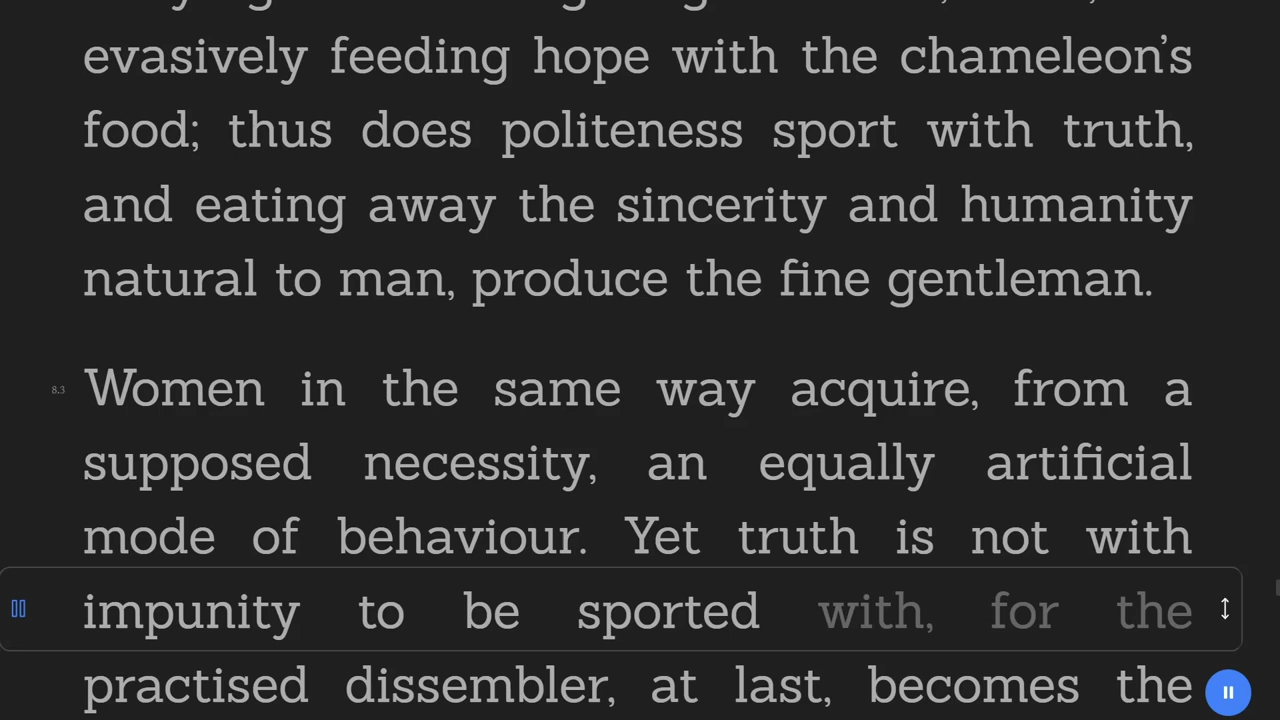 evasively feeding hope with the chameleon’s
food; thus does politeness sport with truth,
and eating away the sincerity and humanity
natural to man, produce the fine gentleman.
8.3 Women in the same way acquire, from a
supposed necessity, an equally artificial
mode of behaviour. Yet truth is not with
impunity to be sported with, for the
practised dissembler, at last, becomes the